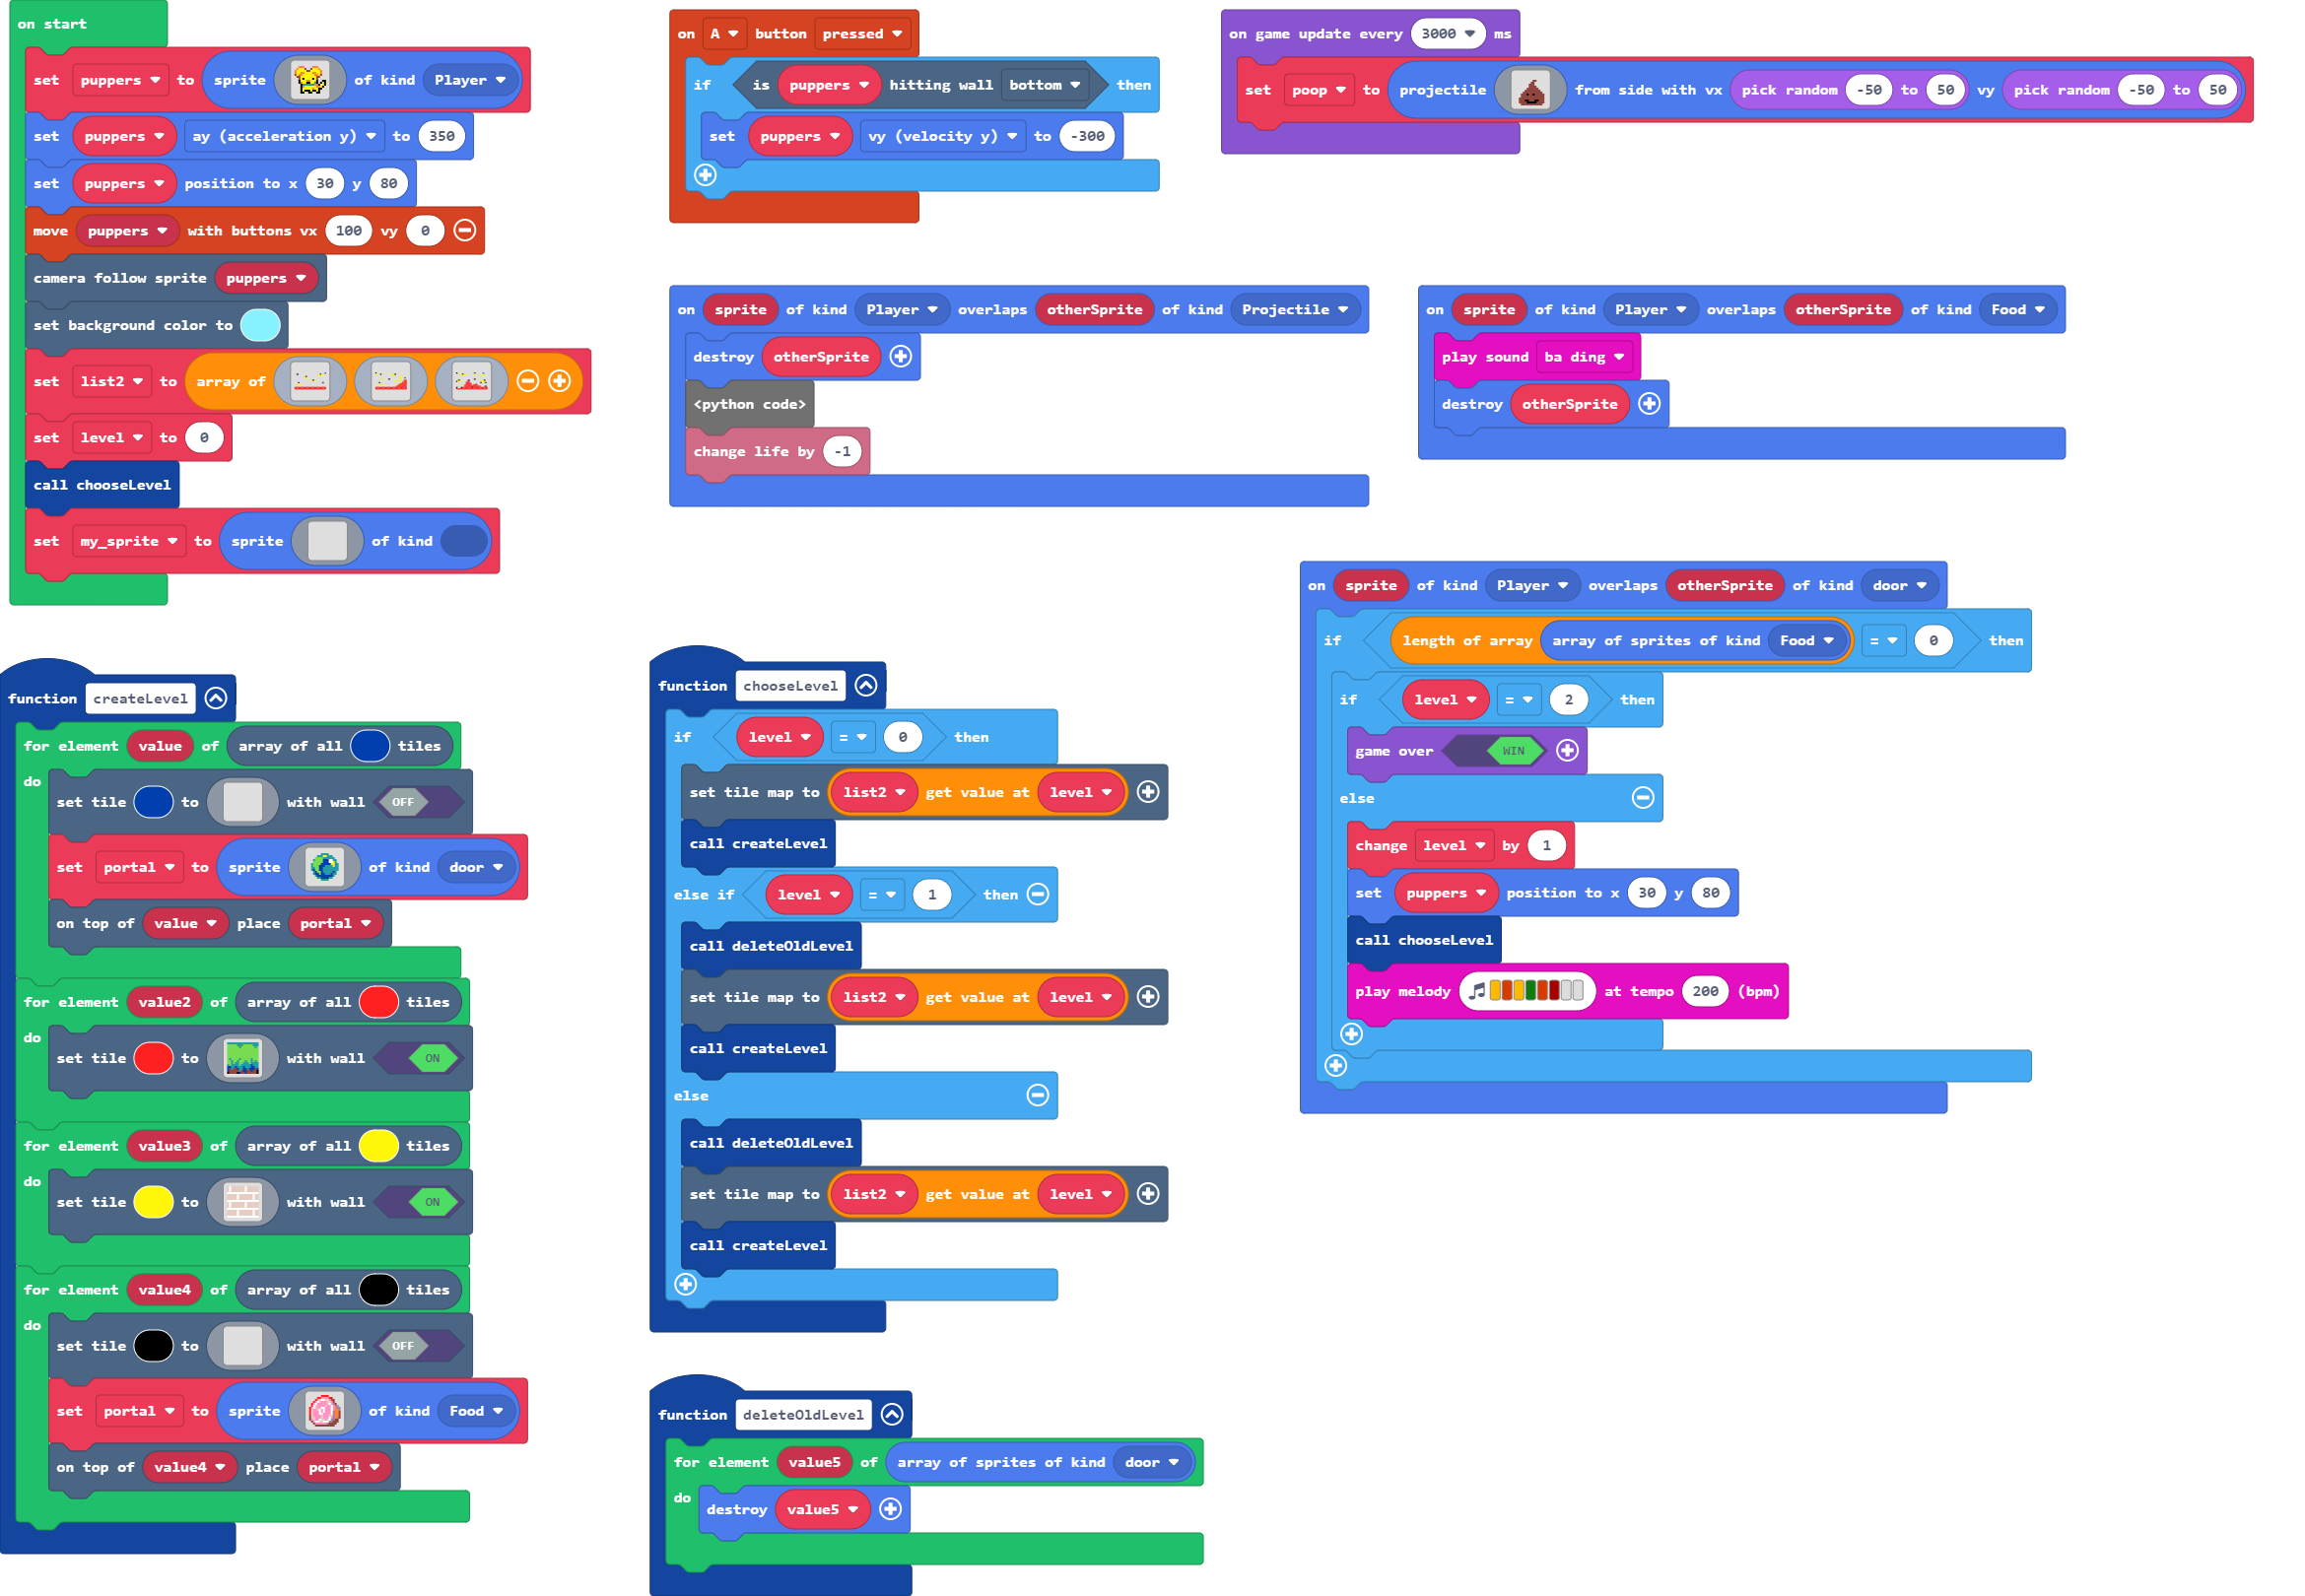 on start
set puppers to sprite of kind Player
set puppers ay (acceleration y) to 350
set puppers position to x 30 y 80
move puppers with buttons vx 100 vy 0
camera follow sprite puppers
set background color to
set list2 to array of
set level to 0
call chooseLevel
set my_sprite to sprite of kind
on A button pressed
if is puppers hitting wall bottom then
set puppers vy (velocity y) to -300
on game update every 3000 ms
set poop to projectile from side with vx pick random -50 to 50 vy pick random -50 to 50
on sprite of kind Player overlaps otherSprite of kind Projectile
destroy otherSprite
<python code>
change life by -1
on sprite of kind Player overlaps otherSprite of kind Food
play sound ba ding
destroy otherSprite
function createLevel
for element value of array of all tiles
do
set tile to with wall OFF
set portal to sprite of kind door
on top of value place portal
for element value2 of array of all tiles
do
set tile to with wall ON
for element value3 of array of all tiles
do
set tile to with wall ON
for element value4 of array of all tiles
do
set tile to with wall OFF
set portal to sprite of kind Food
on top of value4 place portal
function chooseLevel
if level = 0 then
set tile map to list2 get value at level
call createLevel
else if level = 1 then
call deleteOldLevel
set tile map to list2 get value at level
call createLevel
else
call deleteOldLevel
set tile map to list2 get value at level
call createLevel
function deleteOldLevel
for element value5 of array of sprites of kind door
do
destroy value5
on sprite of kind Player overlaps otherSprite of kind door
if length of array array of sprites of kind Food = 0 then
if level = 2 then
game over WIN
else
change level by 1
set puppers position to x 30 y 80
call chooseLevel
play melody at tempo 200 (bpm)